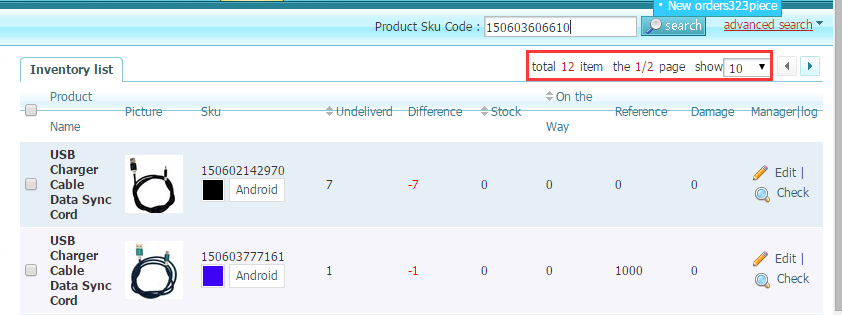 • New orders323piece
Product Sku Code : 150603606610 search advanced search
Inventory list total 12 item the 1/2 page show 10
Product Name Picture Sku Undeliverd Difference Stock On the Way Reference Damage Manager|log
USB Charger Cable Data Sync Cord 150602142970 Android 7 -7 0 0 0 0 Edit | Check
USB Charger Cable Data Sync Cord 150603777161 Android 1 -1 0 0 1000 0 Edit | Check